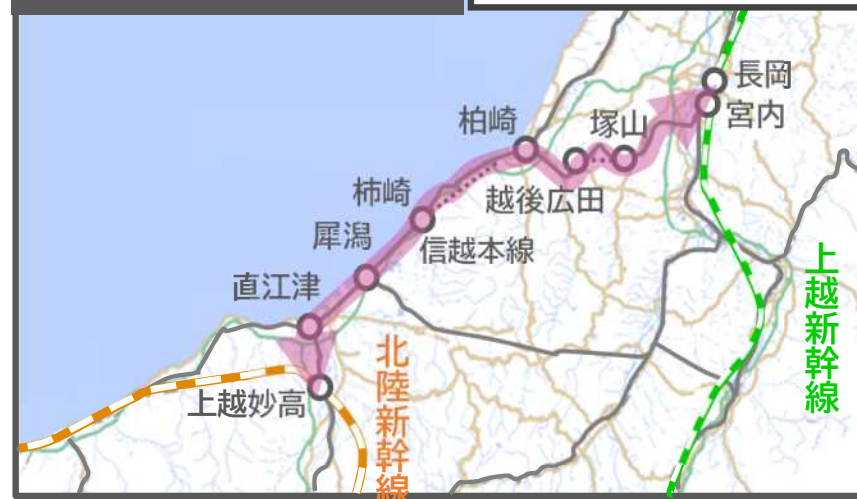 長岡
宮内
柏崎
塚山
柿崎
越後広田
犀潟
信越本線
直江津
上越妙高
北陸新幹線
上越新幹線